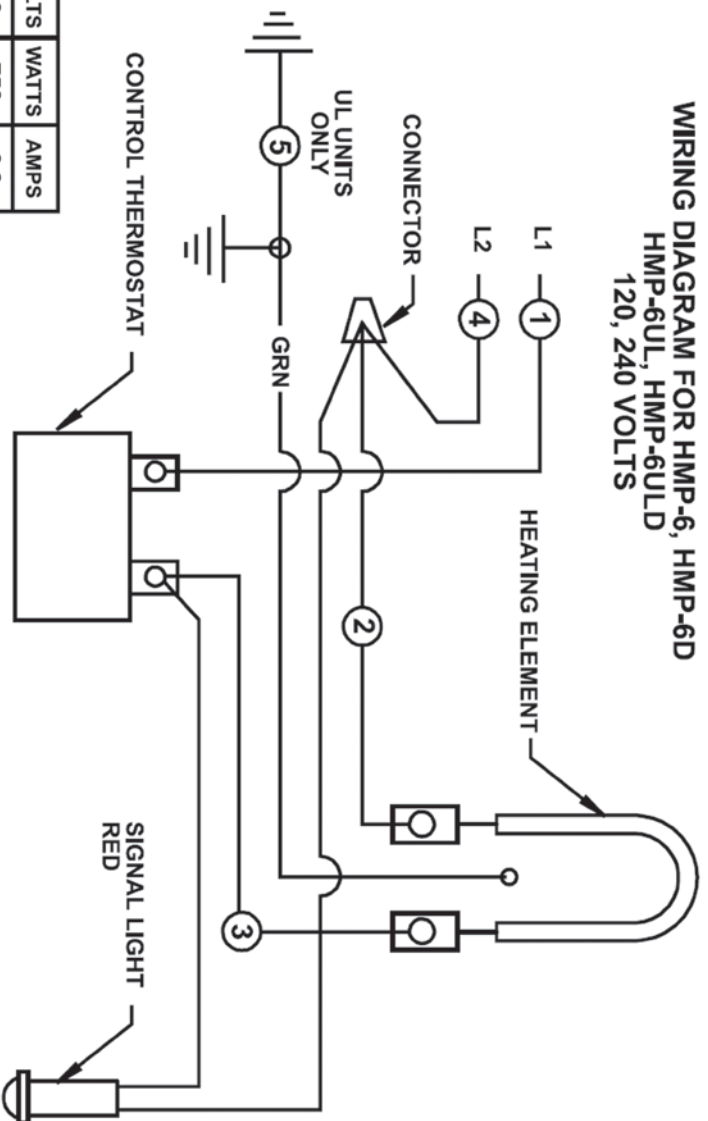 WIRING DIAGRAM FOR HMP-6, HMP-6D
HMP-6UL, HMP-6ULD
120, 240 VOLTS
L1
1
L2
4
CONNECTOR
HEATING ELEMENT
UL UNITS
ONLY
5
GRN
2
3
CONTROL THERMOSTAT
SIGNAL LIGHT
RED
WATTS
AMPS